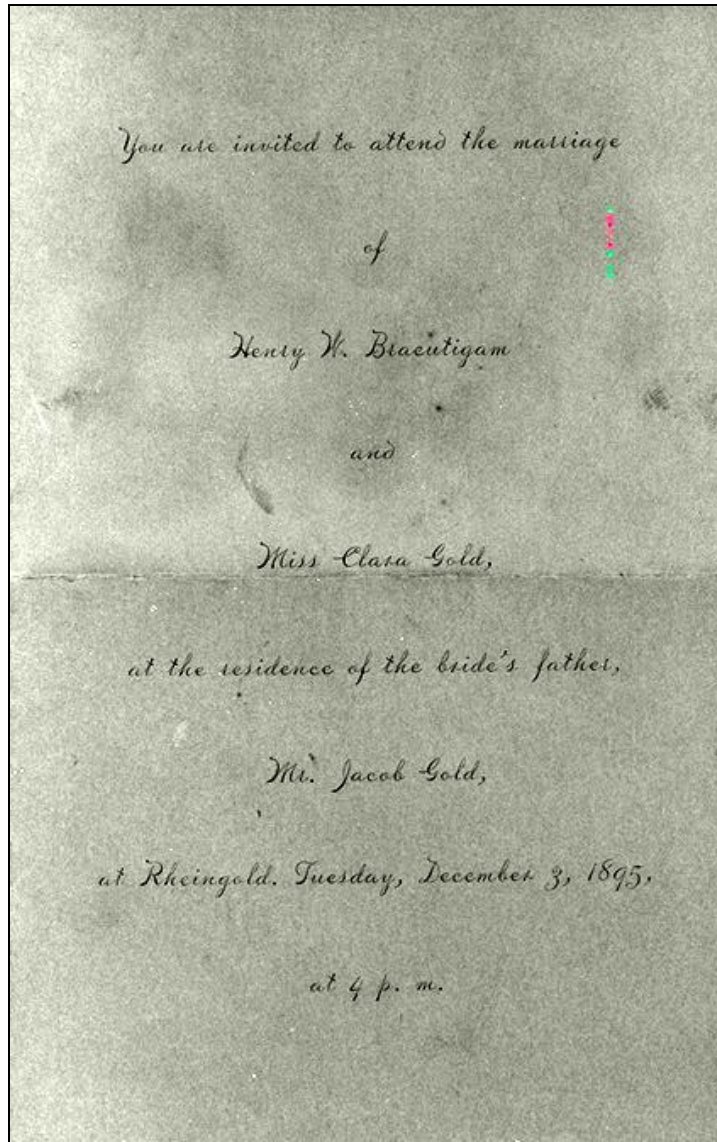 You are invited to attend the marriage
of
Henry W. Braeutigam
and
Miss Clara Gold,
at the residence of the bride's father,
Mr. Jacob Gold,
at Rheingold. Tuesday, December 3, 1895,
at 4 p. m.